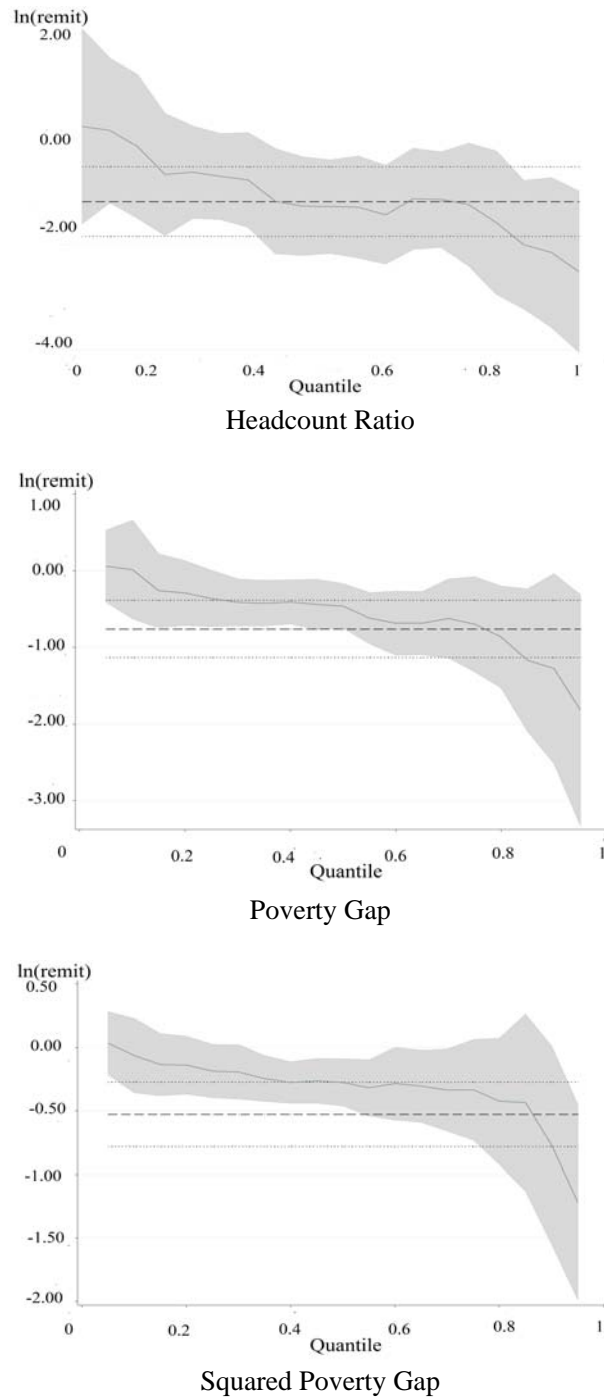 ln(remit)
2.00
0.00
-2.00
-4.00
0 0.2 0.4 0.6 0.8 1
Quantile
Headcount Ratio
ln(remit)
1.00
0.00
-1.00
-2.00
-3.00
0 0.2 0.4 0.6 0.8 1
Quantile
Poverty Gap
ln(remit)
0.50
0.00
-0.50
-1.00
-1.50
-2.00
0 0.2 0.4 0.6 0.8 1
Quantile
Squared Poverty Gap